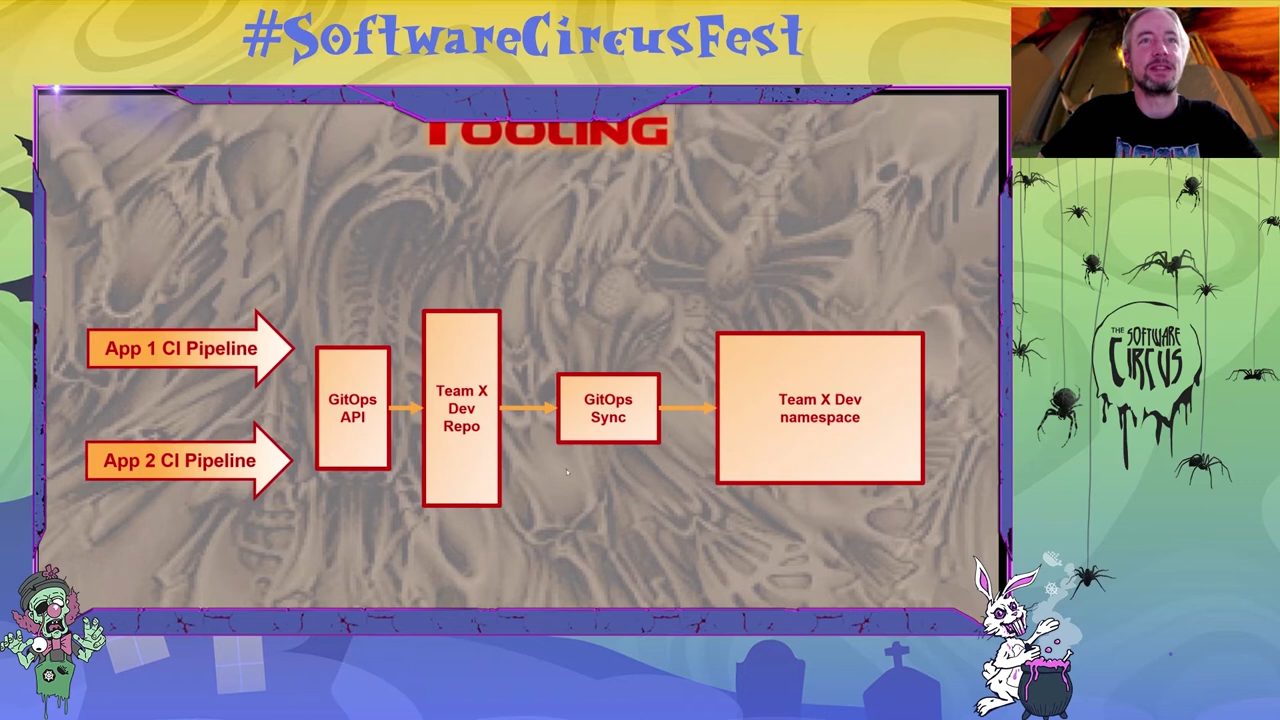 #SoftwareCircusFest
TOOLING
App 1 CI Pipeline
App 2 CI Pipeline
GitOps
API
Team X
Dev
Repo
GitOps
Sync
Team X Dev
namespace
THE SOFTWARE
CIRCUS